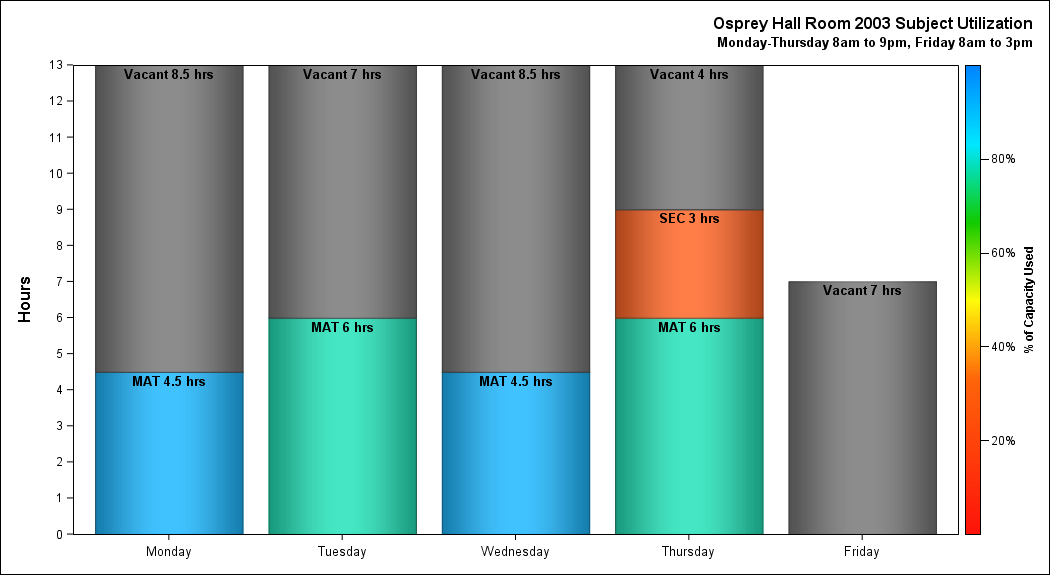 Osprey Hall Room 2003 Subject Utilization
Monday-Thursday 8am to 9pm, Friday 8am to 3pm
Hours
13
12
11
10
9
8
7
6
5
4
3
2
1
0
Vacant 8.5 hrs
MAT 4.5 hrs
Vacant 7 hrs
MAT 6 hrs
Vacant 8.5 hrs
MAT 4.5 hrs
Vacant 4 hrs
SEC 3 hrs
MAT 6 hrs
Vacant 7 hrs
Monday
Tuesday
Wednesday
Thursday
Friday
80%
60%
40%
20%
% of Capacity Used